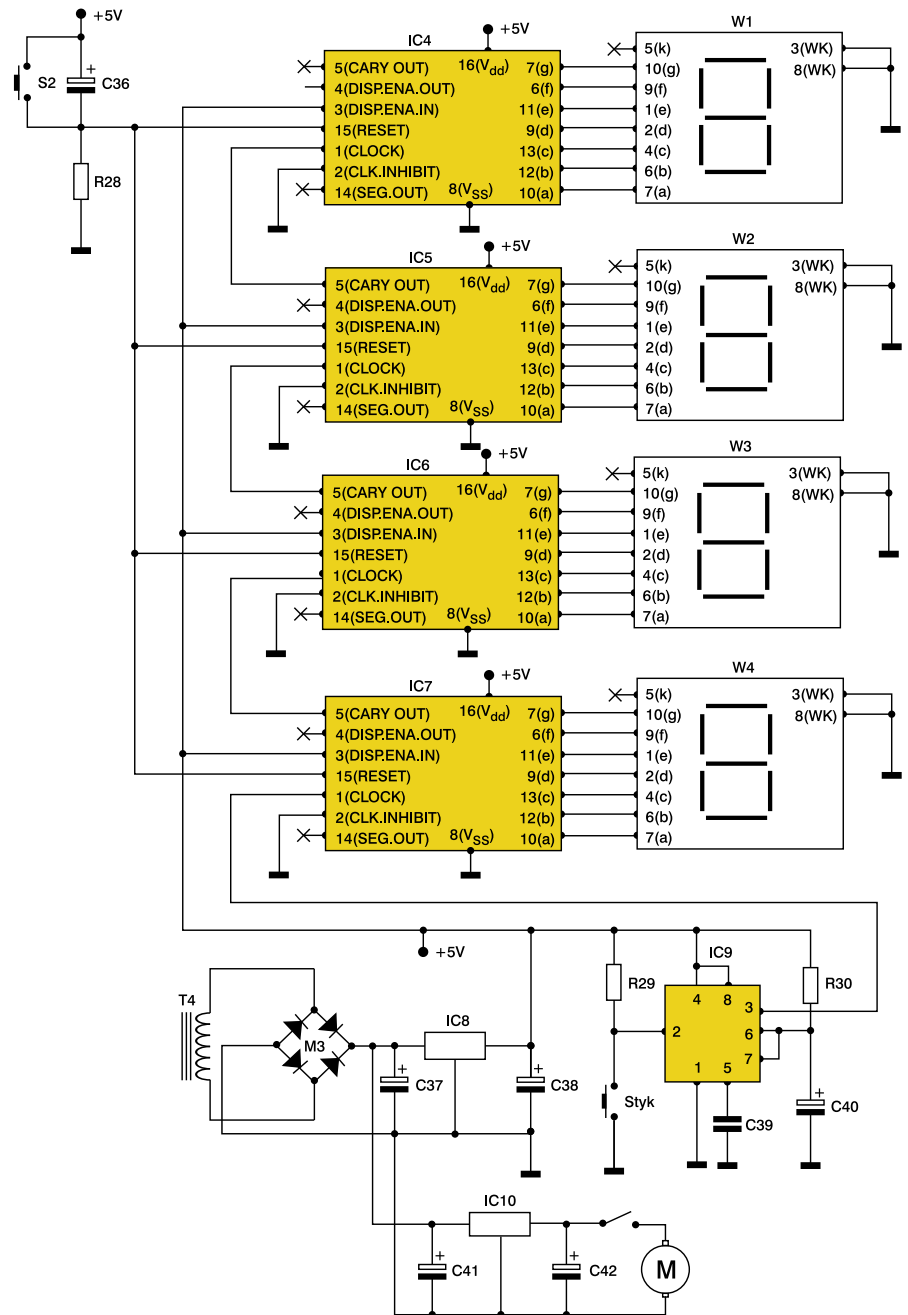 +5V
S2
C36
R28
IC4
+5V
5(CARY OUT)
4(DISP.ENA.OUT)
3(DISP.ENA.IN)
15(RESET)
1(CLOCK)
2(CLK.INHIBIT)
14(SEG.OUT)
16(Vdd)
8(VSS)
7(g)
6(f)
11(e)
9(d)
13(c)
12(b)
10(a)
W1
5(k)
10(g)
9(f)
1(e)
2(d)
4(c)
6(b)
7(a)
3(WK)
8(WK)
IC5
+5V
5(CARY OUT)
4(DISP.ENA.OUT)
3(DISP.ENA.IN)
15(RESET)
1(CLOCK)
2(CLK.INHIBIT)
14(SEG.OUT)
16(Vdd)
8(VSS)
7(g)
6(f)
11(e)
9(d)
13(c)
12(b)
10(a)
W2
5(k)
10(g)
9(f)
1(e)
2(d)
4(c)
6(b)
7(a)
3(WK)
8(WK)
IC6
+5V
5(CARY OUT)
4(DISP.ENA.OUT)
3(DISP.ENA.IN)
15(RESET)
1(CLOCK)
2(CLK.INHIBIT)
14(SEG.OUT)
16(Vdd)
8(VSS)
7(g)
6(f)
11(e)
9(d)
13(c)
12(b)
10(a)
W3
5(k)
10(g)
9(f)
1(e)
2(d)
4(c)
6(b)
7(a)
3(WK)
8(WK)
IC7
+5V
5(CARY OUT)
4(DISP.ENA.OUT)
3(DISP.ENA.IN)
15(RESET)
1(CLOCK)
2(CLK.INHIBIT)
14(SEG.OUT)
16(Vdd)
8(VSS)
7(g)
6(f)
11(e)
9(d)
13(c)
12(b)
10(a)
W4
5(k)
10(g)
9(f)
1(e)
2(d)
4(c)
6(b)
7(a)
3(WK)
8(WK)
+5V
T4
M3
IC8
+
C37
+
C38
R29
Styk
IC9
4
8
3
2
6
7
1
5
R30
C39
+
C40
IC10
+
C41
+
C42
M